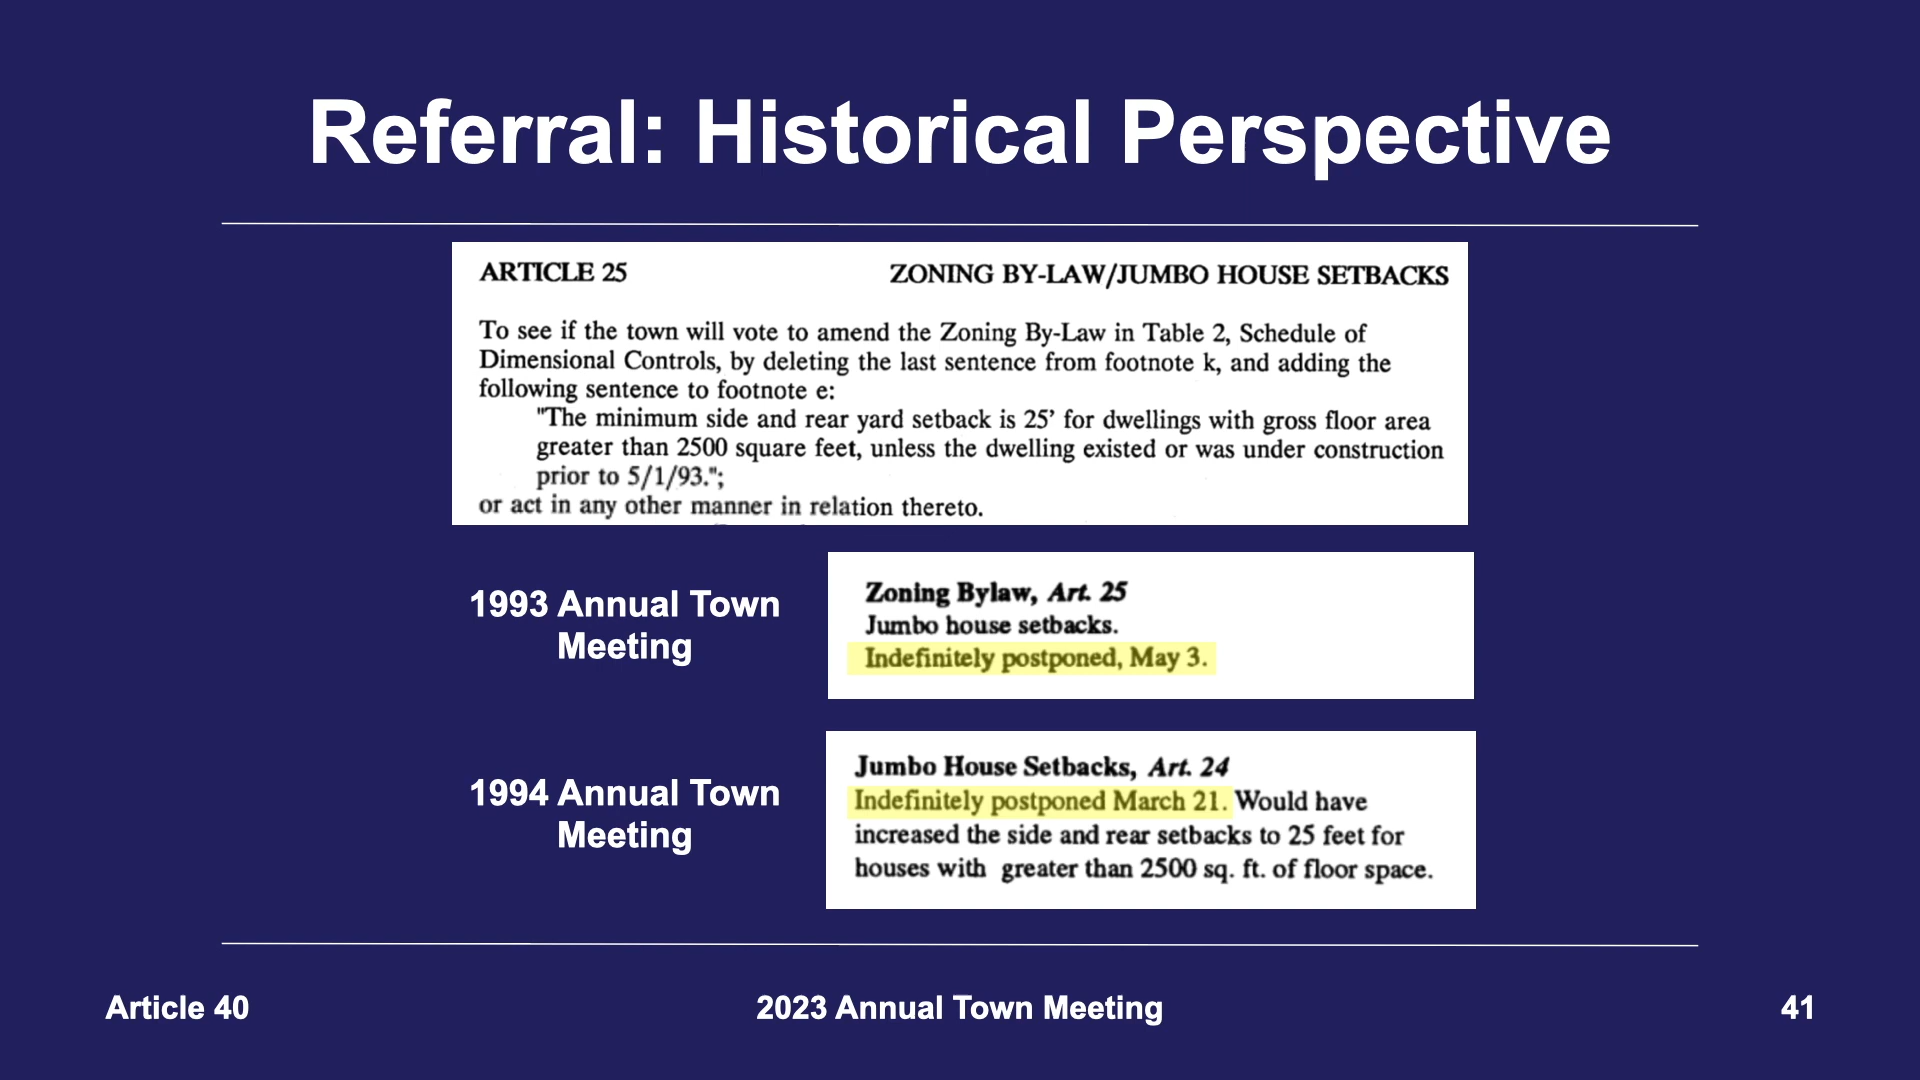 Referral: Historical Perspective
ARTICLE 25 ZONING BY-LAW/JUMBO HOUSE SETBACKS
To see if the town will vote to amend the Zoning By-Law in Table 2, Schedule of
Dimensional Controls, by deleting the last sentence from footnote k, and adding the
following sentence to footnote e:
"The minimum side and rear yard setback is 25' for dwellings with gross floor area
greater than 2500 square feet, unless the dwelling existed or was under construction
prior to 5/1/93.";
or act in any other manner in relation thereto.
1993 Annual Town
Meeting
Zoning Bylaw, Art. 25
Jumbo house setbacks.
Indefinitely postponed, May 3.
1994 Annual Town
Meeting
Jumbo House Setbacks, Art. 24
Indefinitely postponed March 21. Would have
increased the side and rear setbacks to 25 feet for
houses with greater than 2500 sq. ft. of floor space.
Article 40
2023 Annual Town Meeting
41